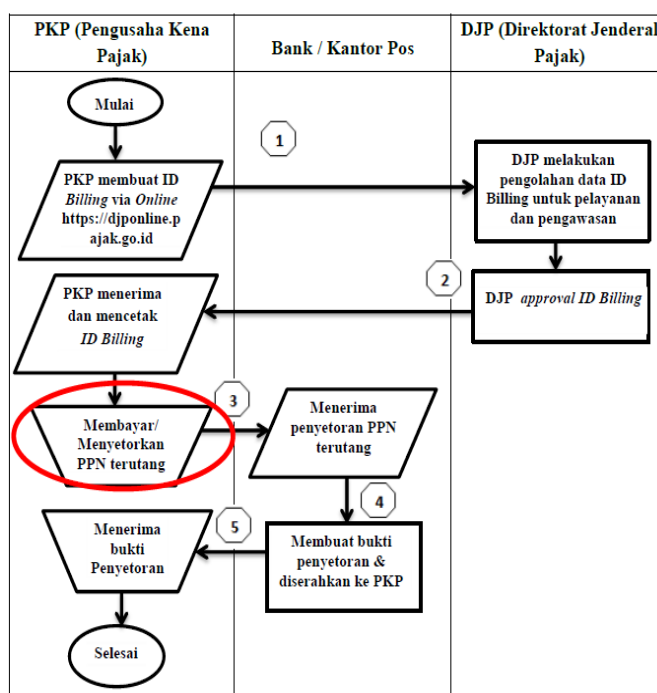 PKP (Pengusaha Kena
Pajak)
Bank / Kantor Pos
DJP (Direktorat Jenderal
Pajak)
Mulai
1
PKP membuat ID
Billing via Online
https://djponline.p
ajak.go.id
DJP melakukan
pengolahan data ID
Billing untuk pelayanan
dan pengawasan
2
PKP menerima
dan mencetak
ID Billing
DJP approval ID Billing
3
Membayar/
Menyetorkan
PPN terutang
Menerima
penyetoran PPN
terutang
4
5
Menerima
bukti
Penyetoran
Membuat bukti
penyetoran &
diserahkan ke PKP
Selesai